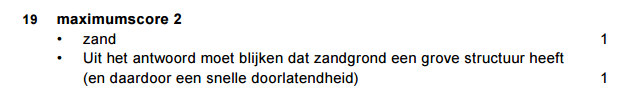 19 maximumscore 2
• zand 1
• Uit het antwoord moet blijken dat zandgrond een grove structuur heeft
(en daardoor een snelle doorlatendheid) 1